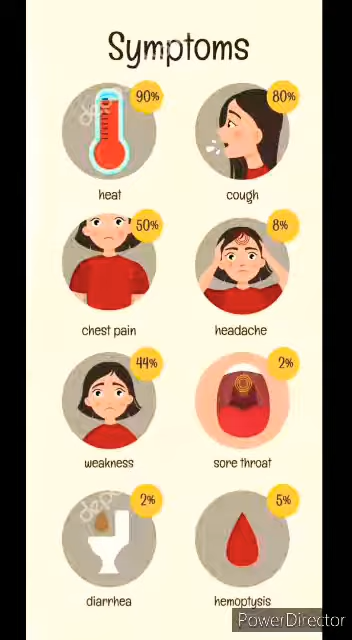 Symptoms
90%
80%
heat
cough
50%
8%
chest pain
headache
44%
2%
weakness
sore throat
2%
5%
diarrhea
hemoptysis
PowerDirector